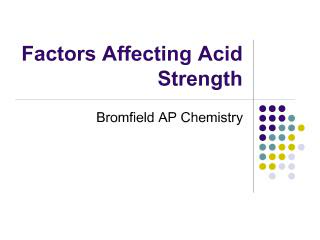 Factors Affecting Acid
Strength
Bromfield AP Chemistry